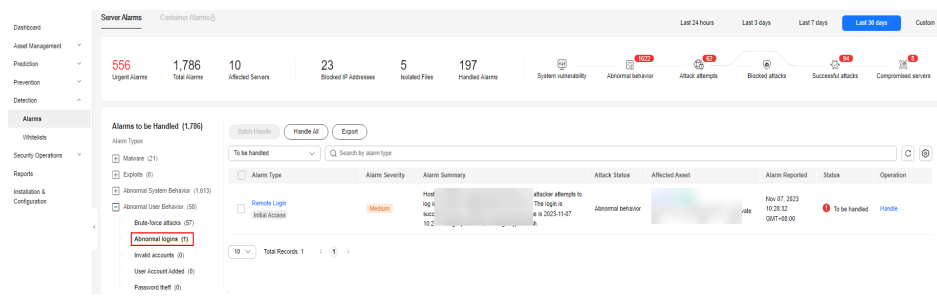 Dashboard
Asset Management
Prediction
Prevention
Detection
Alarms
Whitelists
Security Operations
Reports
Installation &
Configuration
Server Alarms Container Alarms
Last 24 hours Last 3 days Last 7 days Last 30 days Custom
556 1,786 10 23 5 197
Urgent Alarms Total Alarms Affected Servers Blocked IP Addresses Isolated Files Handled Alarms
1622 62 94 8
System vulnerability Abnormal behavior Attack attempts Blocked attacks Successful attacks Compromised servers
Alarms to be Handled (1,786)
Alarm Types
Malware (21)
Exploits (0)
Abnormal System Behavior (1,613)
Abnormal User Behavior (58)
Brute-force attacks (57)
Abnormal logins (1)
Invalid accounts (0)
User Account Added (0)
Password theft (0)
Batch Handle Handle All Export
To be handled Search by alarm type
Alarm Type Alarm Severity Alarm Summary Attack Status Affected Asset Alarm Reported Status Operation
Remote Login
Initial Access
Medium
Host attacker attempts to
log The login is
e is 2023-11-07
Abnormal behavior
Nov 07, 2023
10:28:32
GMT+08:00
To be handled
Handle
10 Total Records: 1 1